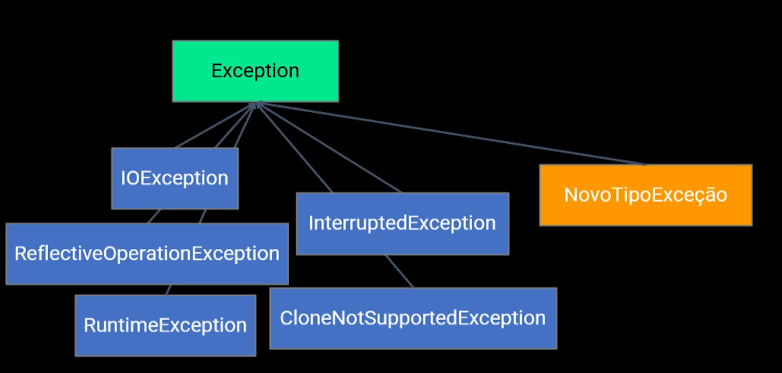 Exception
IOException
NovoTipoExceção
InterruptedException
ReflectiveOperationException
CloneNotSupportedException
RuntimeException